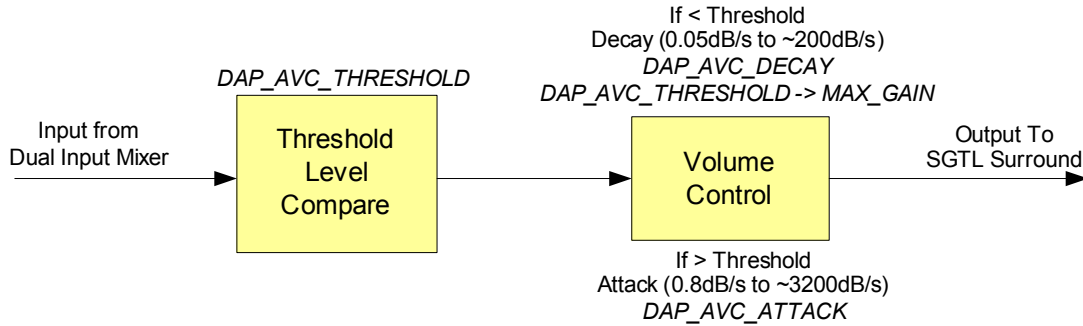 Input from
Dual Input Mixer
DAP_AVC_THRESHOLD
Threshold
Level
Compare
If < Threshold
Decay (0.05dB/s to ~200dB/s)
DAP_AVC_DECAY
DAP_AVC_THRESHOLD -> MAX_GAIN
Volume
Control
If > Threshold
Attack (0.8dB/s to ~3200dB/s)
DAP_AVC_ATTACK
Output To
SGTL Surround